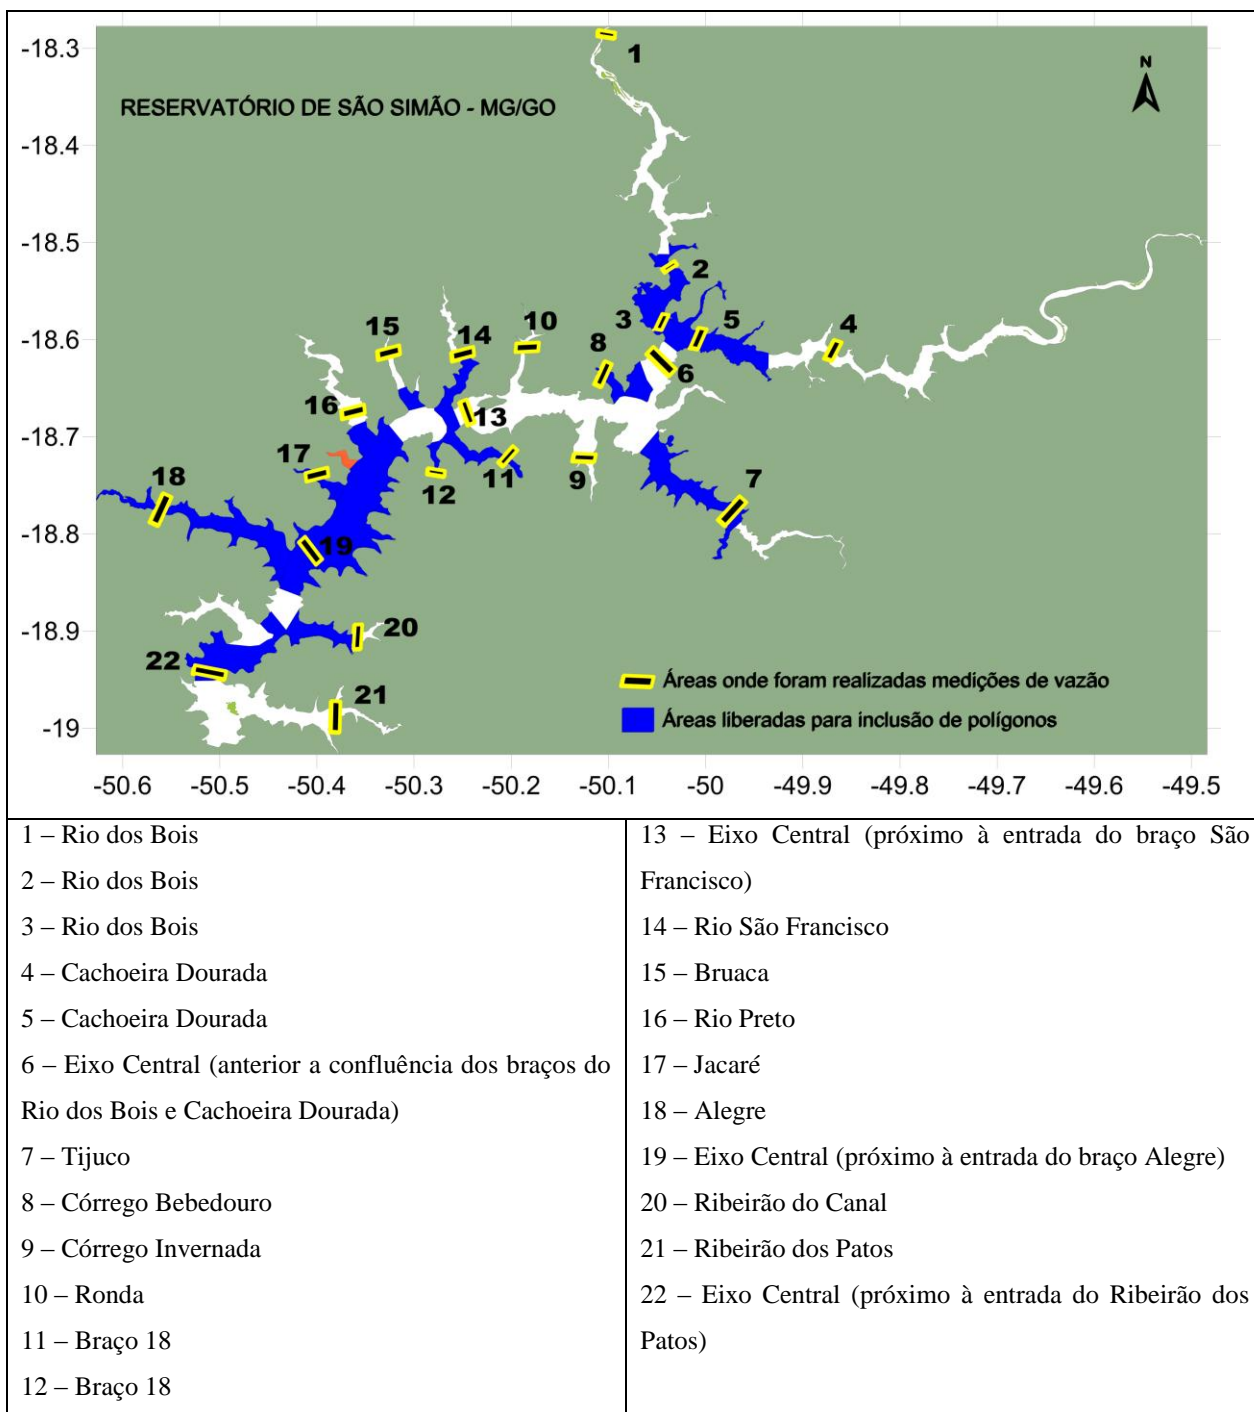 RESERVATÓRIO DE SÃO SIMÃO - MG/GO
N
-18.3
-18.4
-18.5
-18.6
-18.7
-18.8
-18.9
-19
1
2
3
5
4
8
6
10
14
15
13
16
17
12
11
9
7
18
19
20
22
21
Áreas onde foram realizadas medições de vazão
Áreas liberadas para inclusão de polígonos
-50.6 -50.5 -50.4 -50.3 -50.2 -50.1 -50 -49.9 -49.8 -49.7 -49.6 -49.5
1 – Rio dos Bois
2 – Rio dos Bois
3 – Rio dos Bois
4 – Cachoeira Dourada
5 – Cachoeira Dourada
6 – Eixo Central (anterior a confluência dos braços do
Rio dos Bois e Cachoeira Dourada)
7 – Tijuco
8 – Córrego Bebedouro
9 – Córrego Invernada
10 – Ronda
11 – Braço 18
12 – Braço 18
13 – Eixo Central (próximo à entrada do braço São
Francisco)
14 – Rio São Francisco
15 – Bruaca
16 – Rio Preto
17 – Jacaré
18 – Alegre
19 – Eixo Central (próximo à entrada do braço Alegre)
20 – Ribeirão do Canal
21 – Ribeirão dos Patos
22 – Eixo Central (próximo à entrada do Ribeirão dos
Patos)